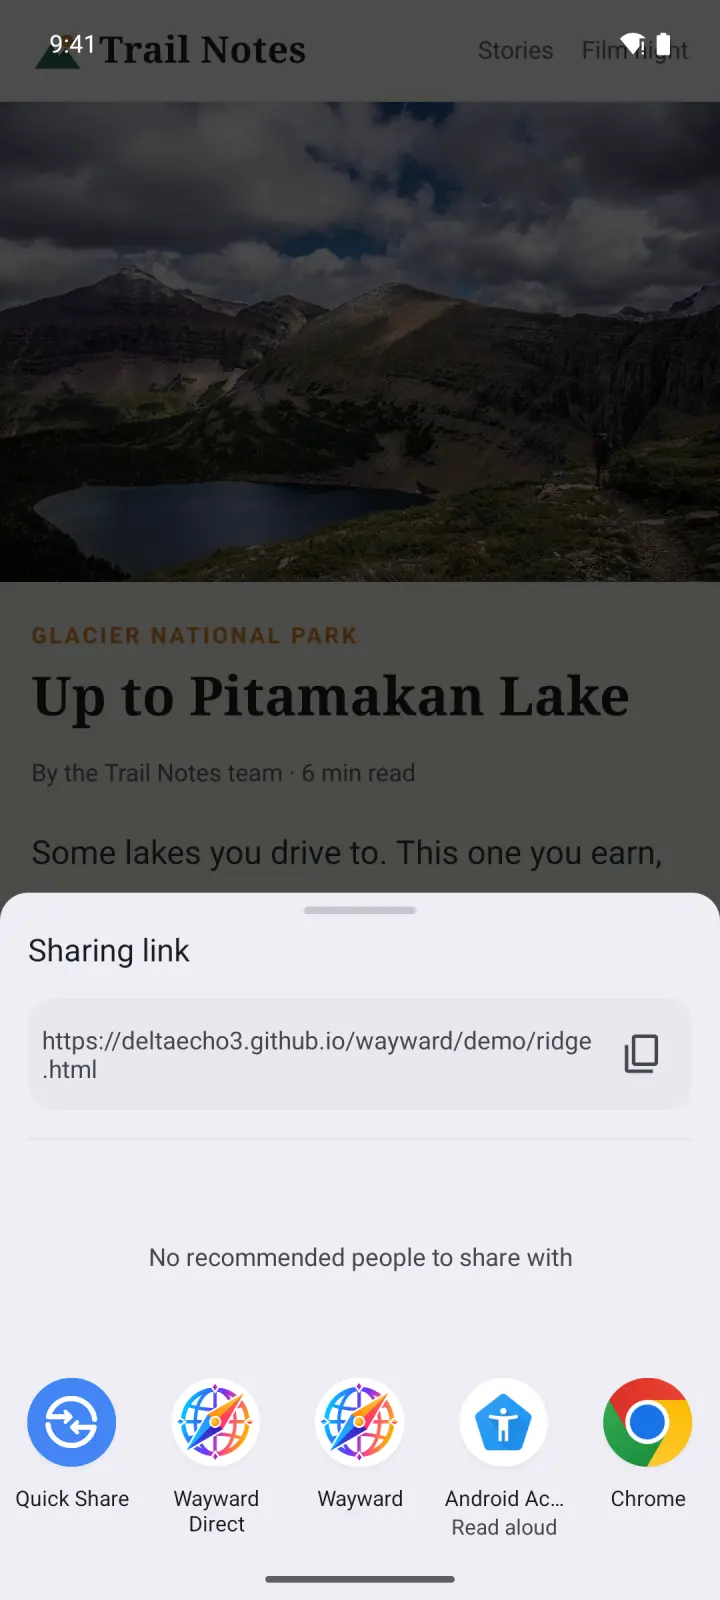 9:41
Trail Notes
Stories
Film night
GLACIER NATIONAL PARK
Up to Pitamakan Lake
By the Trail Notes team · 6 min read
Some lakes you drive to. This one you earn,
Sharing link
https://deltaecho3.github.io/wayward/demo/ridge
.html
No recommended people to share with
Quick Share
Wayward
Direct
Wayward
Android Ac...
Read aloud
Chrome